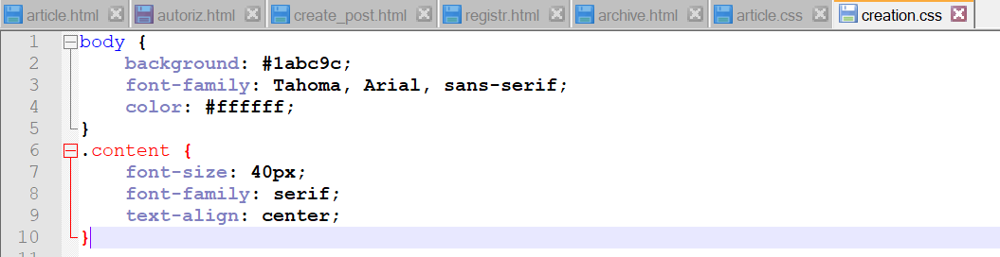 article.html autoriz.html create_post.html registr.html archive.html article.css creation.css
1 body {
2 background: #1abc9c;
3 font-family: Tahoma, Arial, sans-serif;
4 color: #ffffff;
5 }
6 .content {
7 font-size: 40px;
8 font-family: serif;
9 text-align: center;
10 }
11